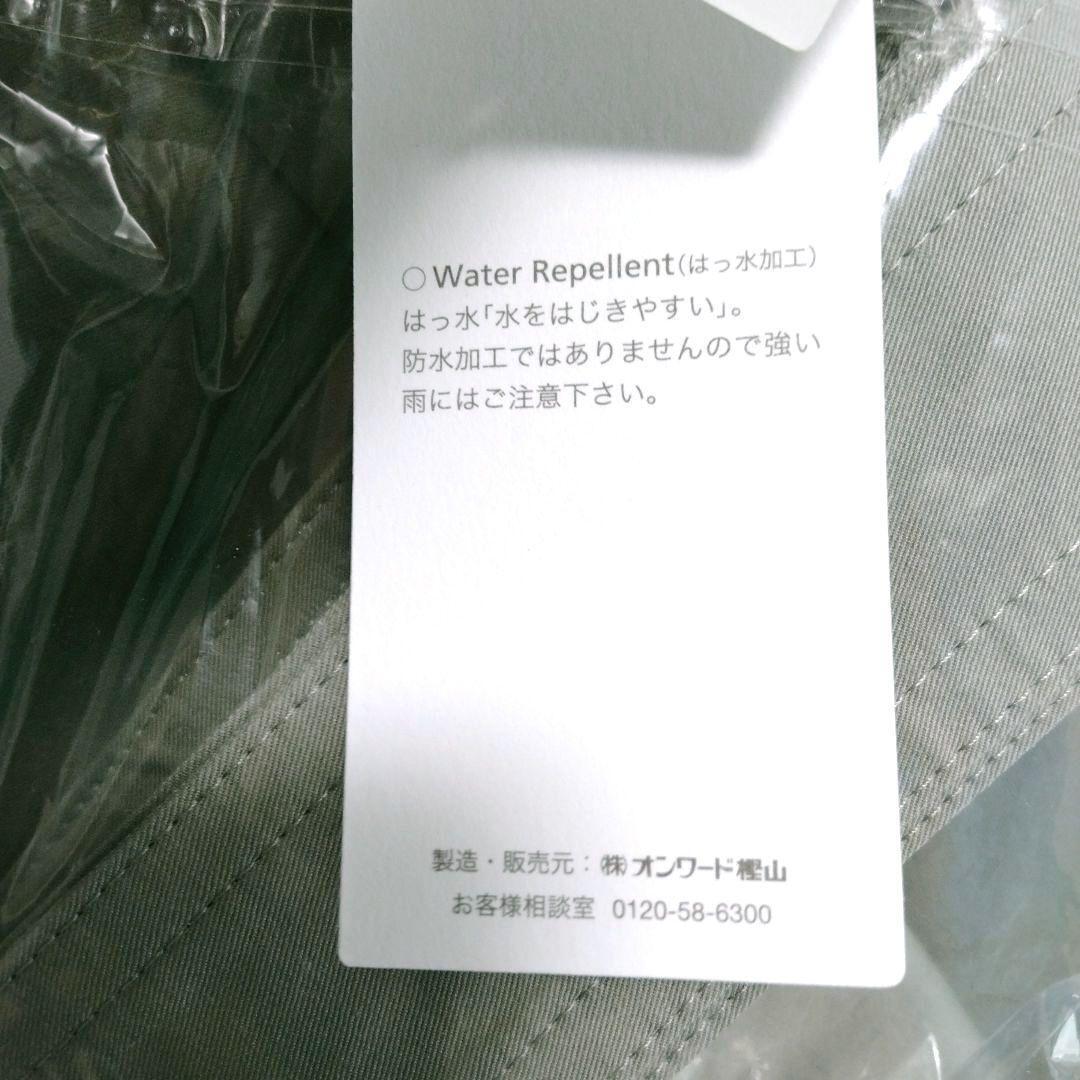 ○Water Repellent(はっ水加工)
はっ水「水をはじきやすい」。
防水加工ではありませんので強い
雨にはご注意下さい。
製造・販売元:㈱オンワード樫山
お客様相談室 0120-58-6300